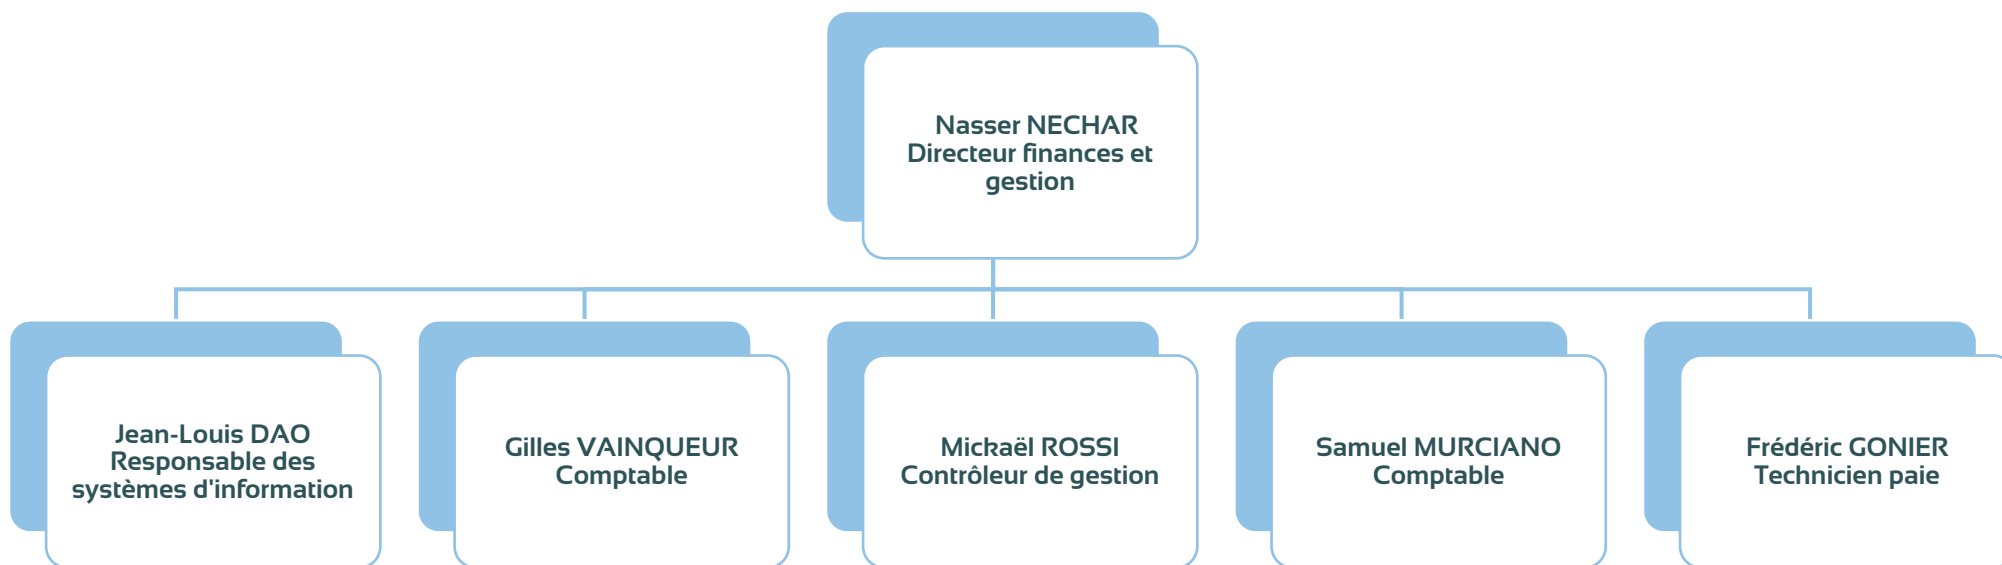 Nasser NECHAR
Directeur finances et
gestion
Jean-Louis DAO
Responsable des
systèmes d'information
Gilles VAINQUEUR
Comptable
Mickaël ROSSI
Contrôleur de gestion
Samuel MURCIANO
Comptable
Frédéric GONIER
Technicien paie